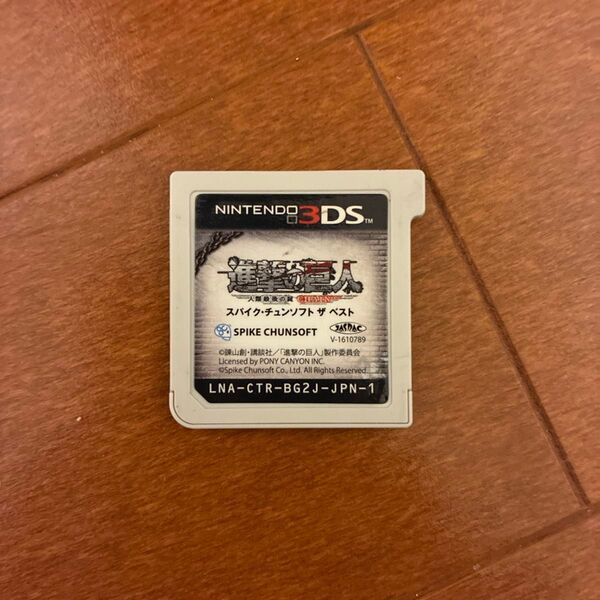 NINTENDO 3DS™
進撃の巨人
人類最後の翼 CHAIN
スパイク・チュンソフト ザ ベスト
SPIKE CHUNSOFT
JASRAC
V-1610789
©諫山創・講談社／「進撃の巨人」製作委員会
Licensed by PONY CANYON INC.
©Spike Chunsoft Co., Ltd. All Rights Reserved.
LNA-CTR-BG2J-JPN-1